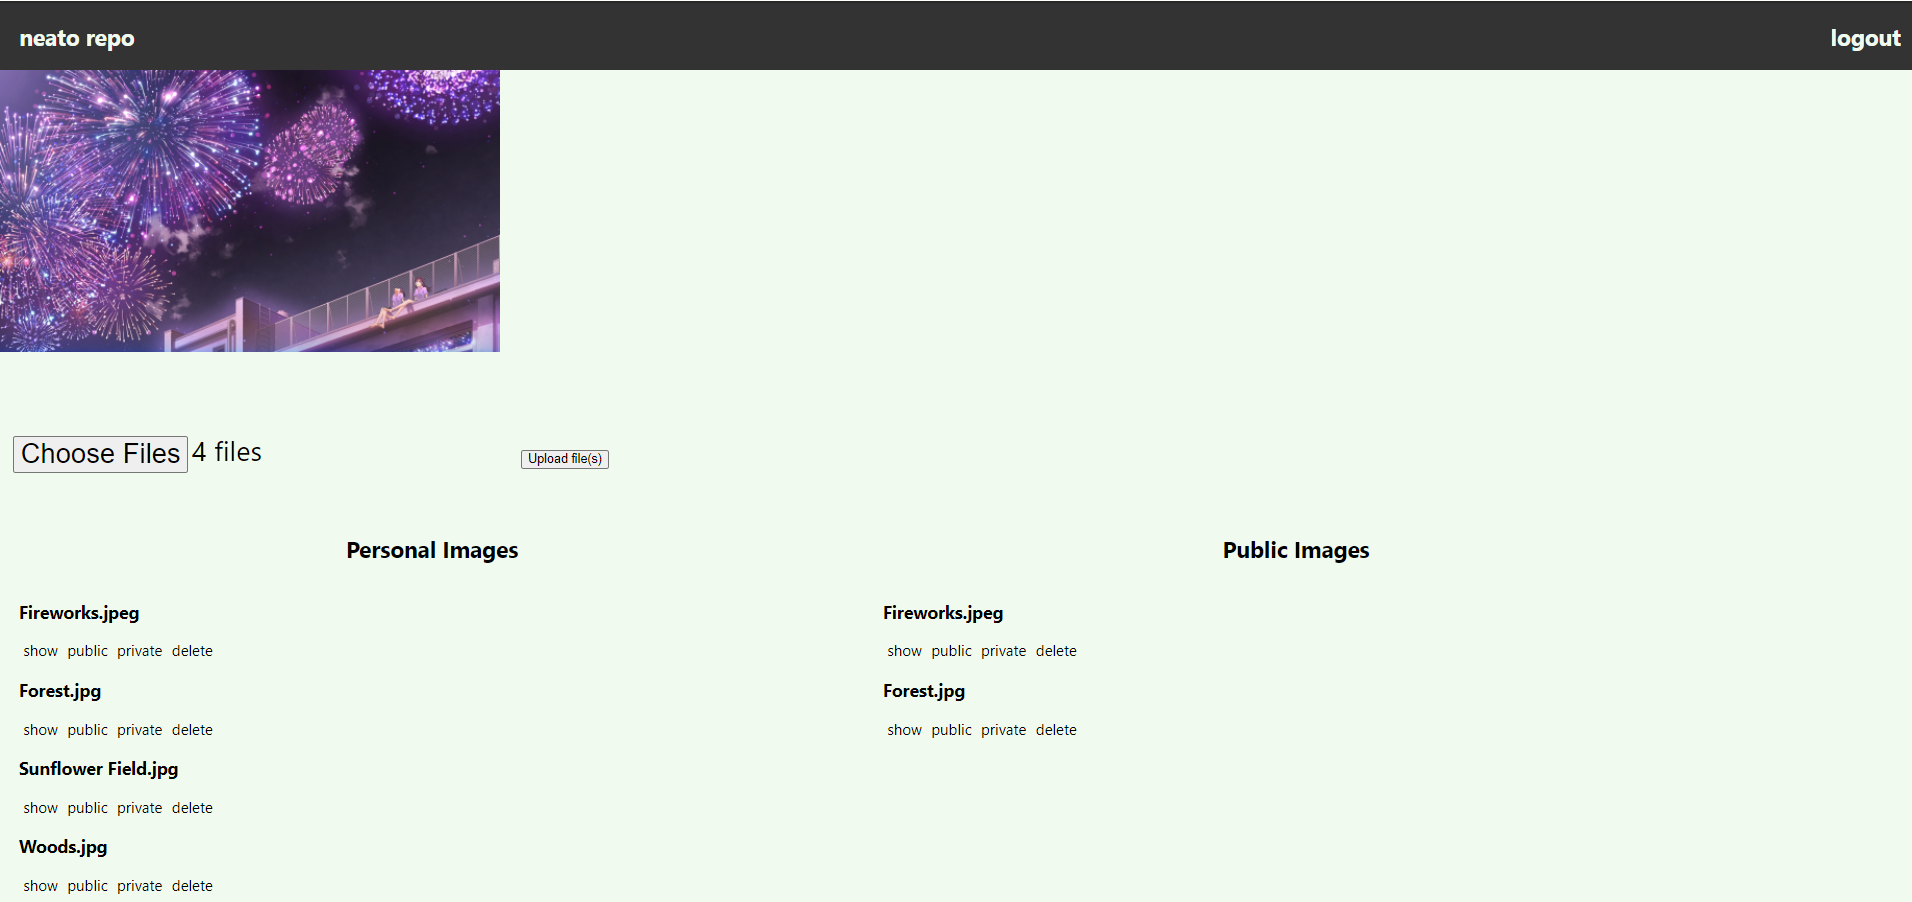 neato repo
logout
Choose Files 4 files
Upload file(s)
Personal Images
Fireworks.jpeg
show public private delete
Forest.jpg
show public private delete
Sunflower Field.jpg
show public private delete
Woods.jpg
show public private delete
Public Images
Fireworks.jpeg
show public private delete
Forest.jpg
show public private delete